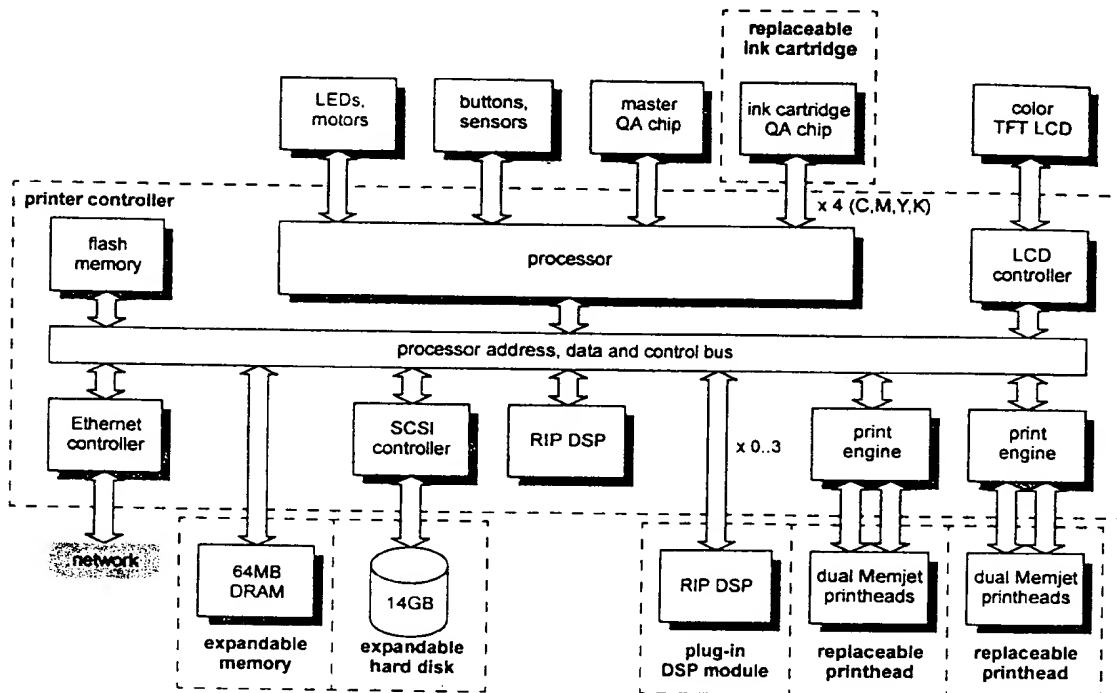 replaceable
ink cartridge
LEDs,
motors
buttons,
sensors
master
QA chip
ink cartridge
QA chip
color
TFT LCD
printer controller
x 4 (C,M,Y,K)
flash
memory
processor
LCD
controller
processor address, data and control bus
Ethernet
controller
SCSI
controller
RIP DSP
x 0..3
print
engine
print
engine
network
64MB
DRAM
14GB
RIP DSP
dual Memjet
printheads
dual Memjet
printheads
expandable
memory
expandable
hard disk
plug-in
DSP module
replaceable
printhead
replaceable
printhead